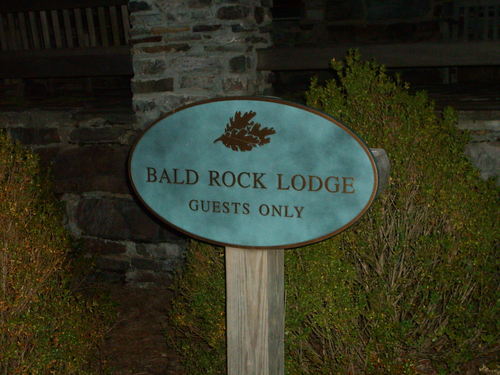 BALD ROCK LODGE
GUESTS ONLY